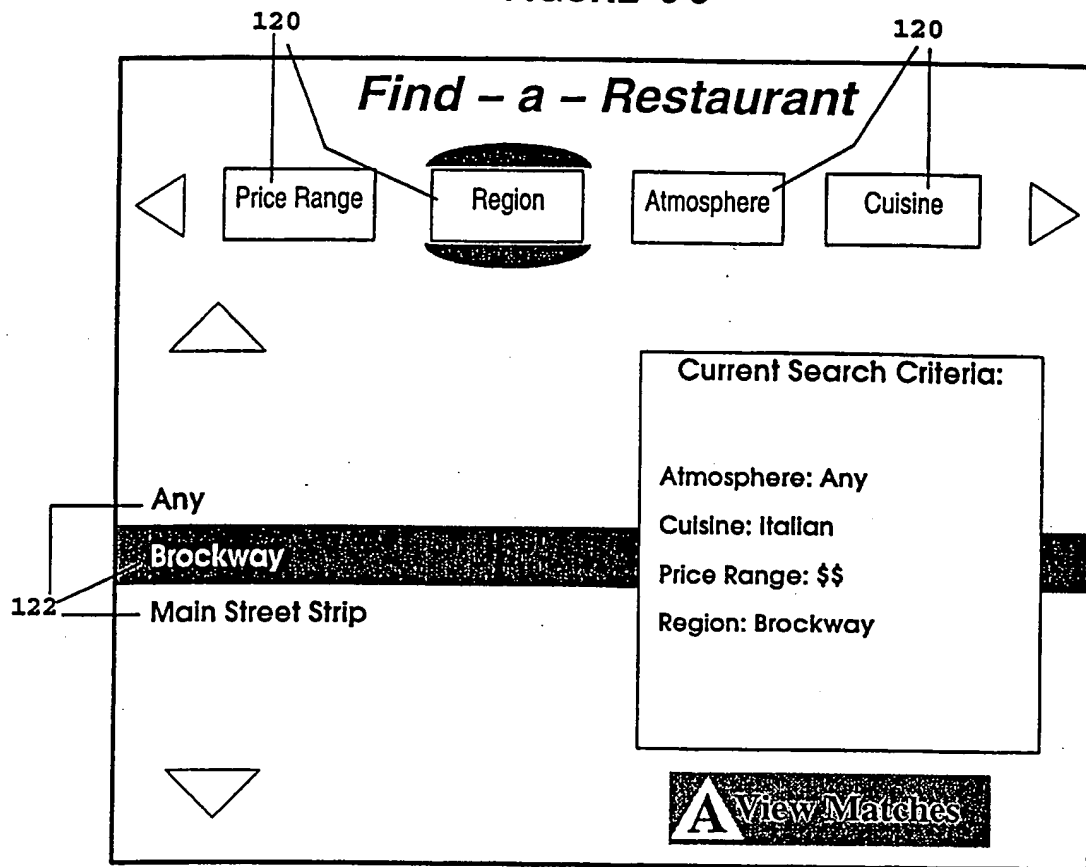 120
120
Find – a – Restaurant
Price Range
Region
Atmosphere
Cuisine
Current Search Criteria:
Atmosphere: Any
Cuisine: Italian
Price Range: $$
Region: Brockway
Any
Brockway
Main Street Strip
122
A View Matches